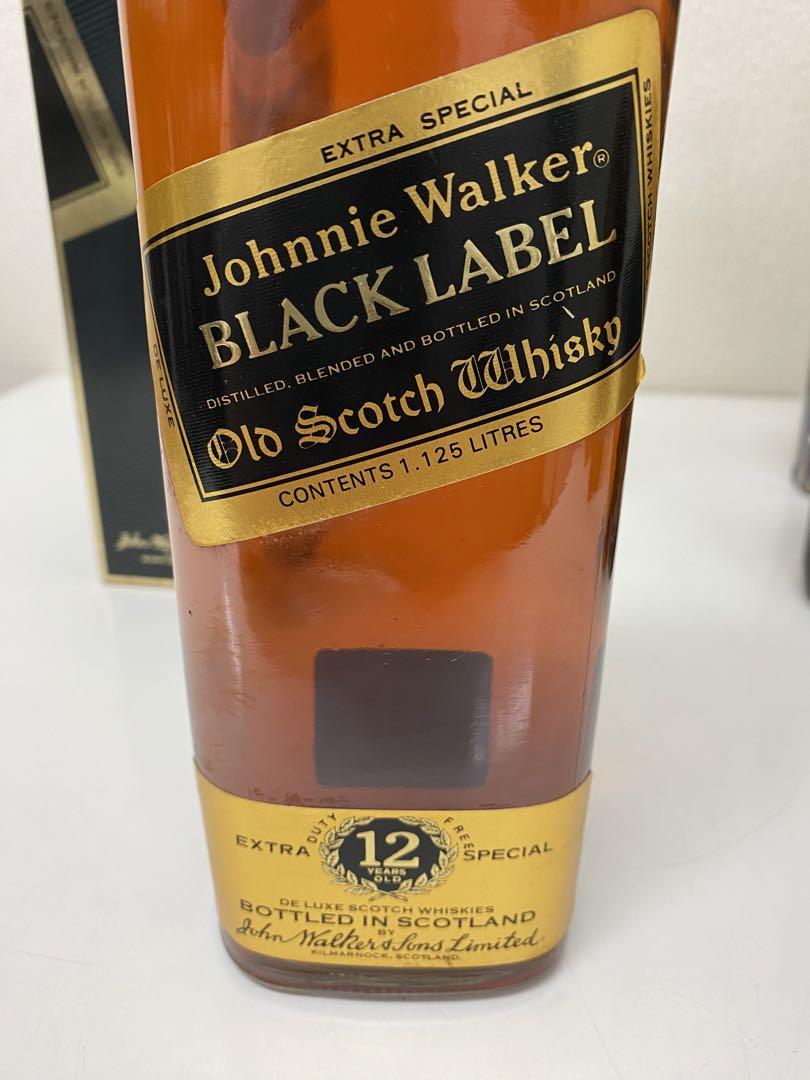 EXTRA SPECIAL
Johnnie Walker®
BLACK LABEL
DISTILLED, BLENDED AND BOTTLED IN SCOTLAND
Old Scotch Whisky
CONTENTS 1.125 LITRES
DE LUXE
SCOTCH WHISKIES
DUTY FREE
EXTRA 12 SPECIAL
YEARS
OLD
DE LUXE SCOTCH WHISKIES
BOTTLED IN SCOTLAND
BY
John Walker & Sons Limited.
KILMARNOCK, SCOTLAND.